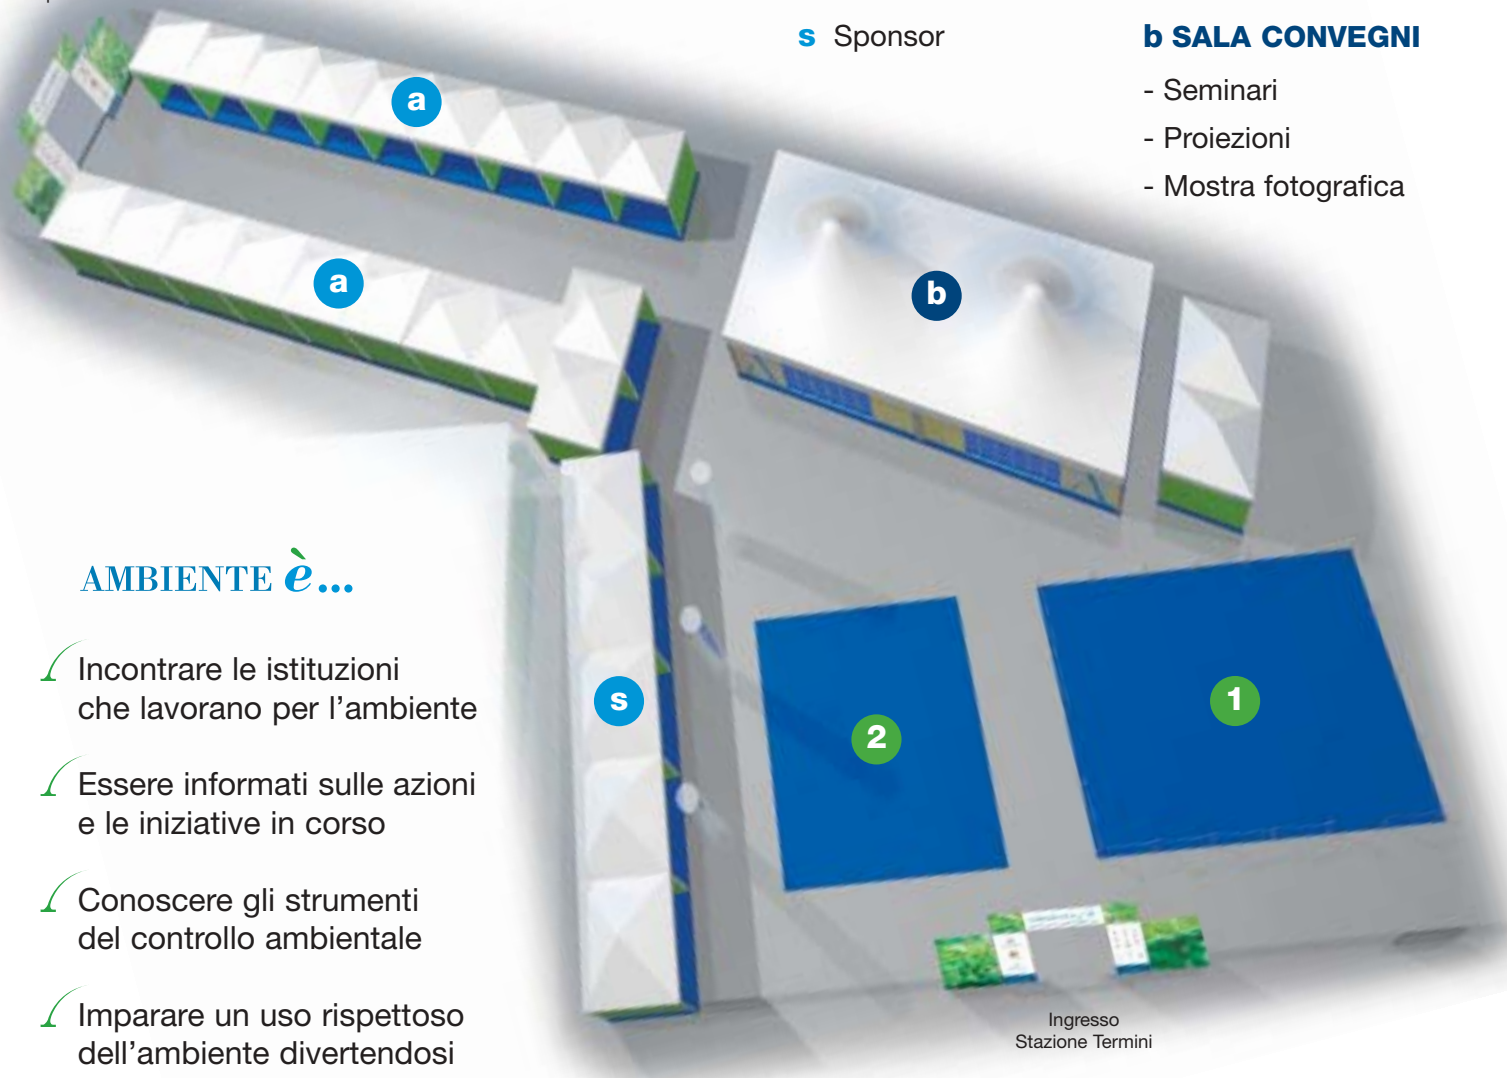 s Sponsor
b SALA CONVEGNI
- Seminari
- Proiezioni
- Mostra fotografica
a
a
b
s
2
1
AMBIENTE è...
Incontrare le istituzioni
che lavorano per l'ambiente
Essere informati sulle azioni
e le iniziative in corso
Conoscere gli strumenti
del controllo ambientale
Imparare un uso rispettoso
dell'ambiente divertendosi
Ingresso
Stazione Termini